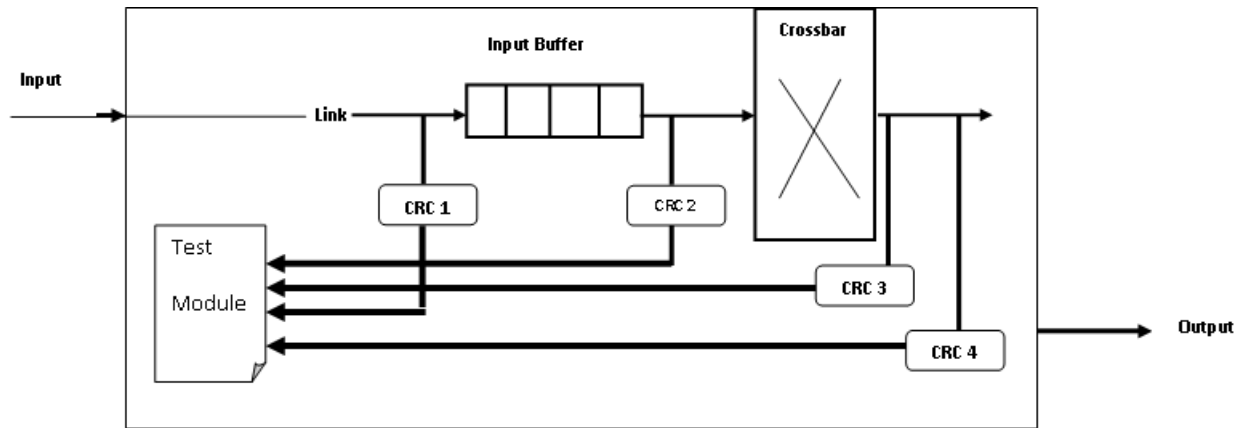 Crossbar
Input Buffer
Input
Link
CRC 1
CRC 2
Test
Module
CRC 3
Output
CRC 4